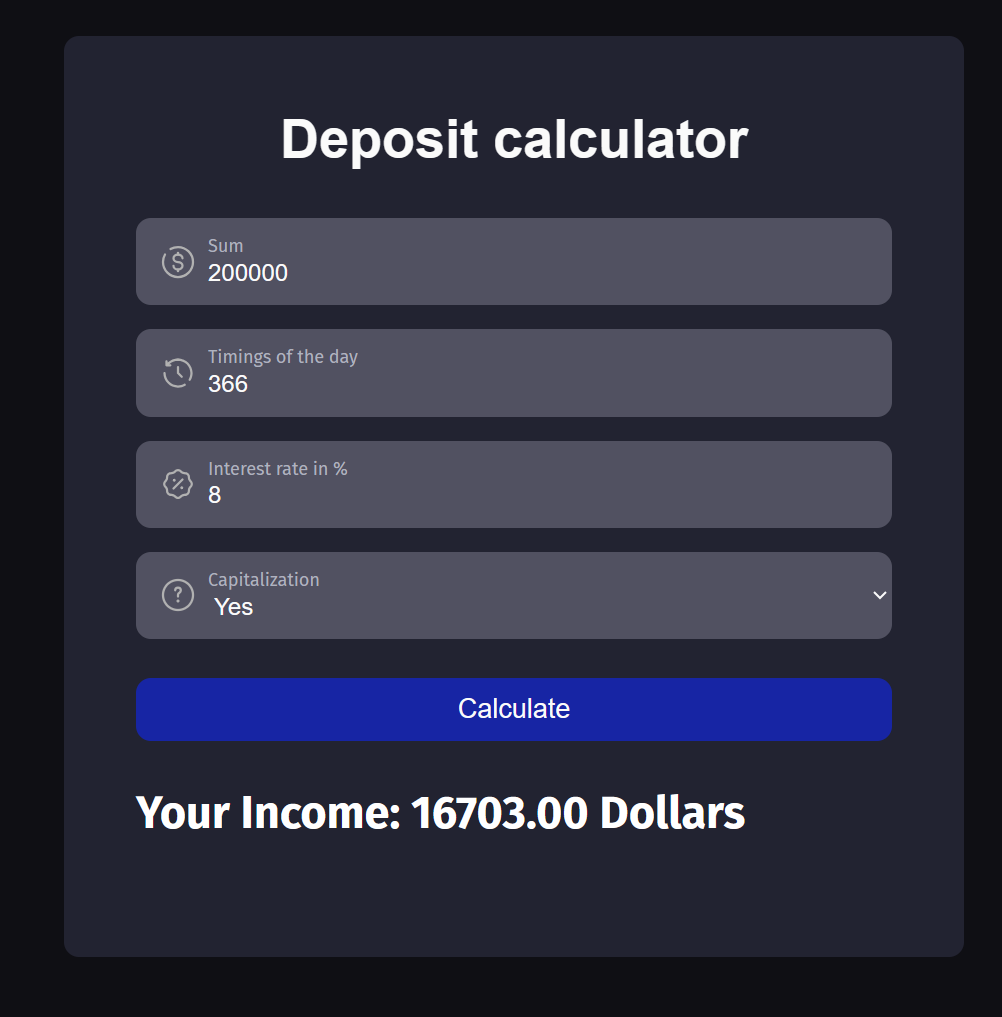 Deposit calculator
Sum
200000
Timings of the day
366
Interest rate in %
8
Capitalization
Yes
Calculate
Your Income: 16703.00 Dollars